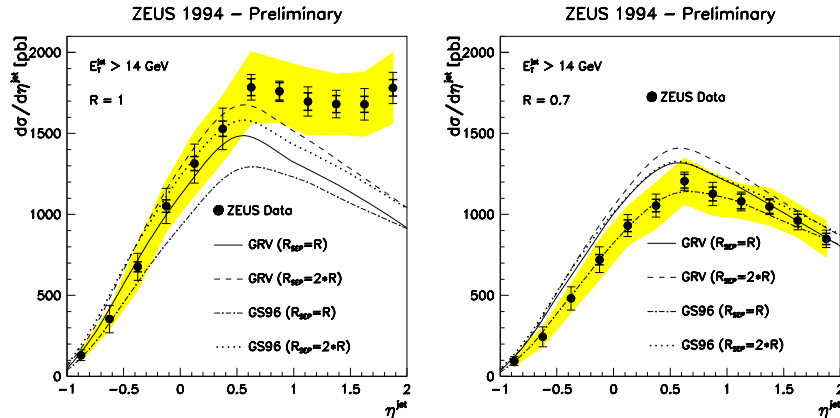 ZEUS 1994 – Preliminary
dσ/dη^jet [pb]
2000
1500
1000
500
0
E_T^jet > 14 GeV
R = 1
ZEUS Data
GRV (R_SEP=R)
GRV (R_SEP=2*R)
GS96 (R_SEP=R)
GS96 (R_SEP=2*R)
-1 -0.5 0 0.5 1 1.5 2
η^jet
ZEUS 1994 – Preliminary
dσ/dη^jet [pb]
2000
1500
1000
500
0
E_T^jet > 14 GeV
R = 0.7
ZEUS Data
GRV (R_SEP=R)
GRV (R_SEP=2*R)
GS96 (R_SEP=R)
GS96 (R_SEP=2*R)
-1 -0.5 0 0.5 1 1.5 2
η^jet